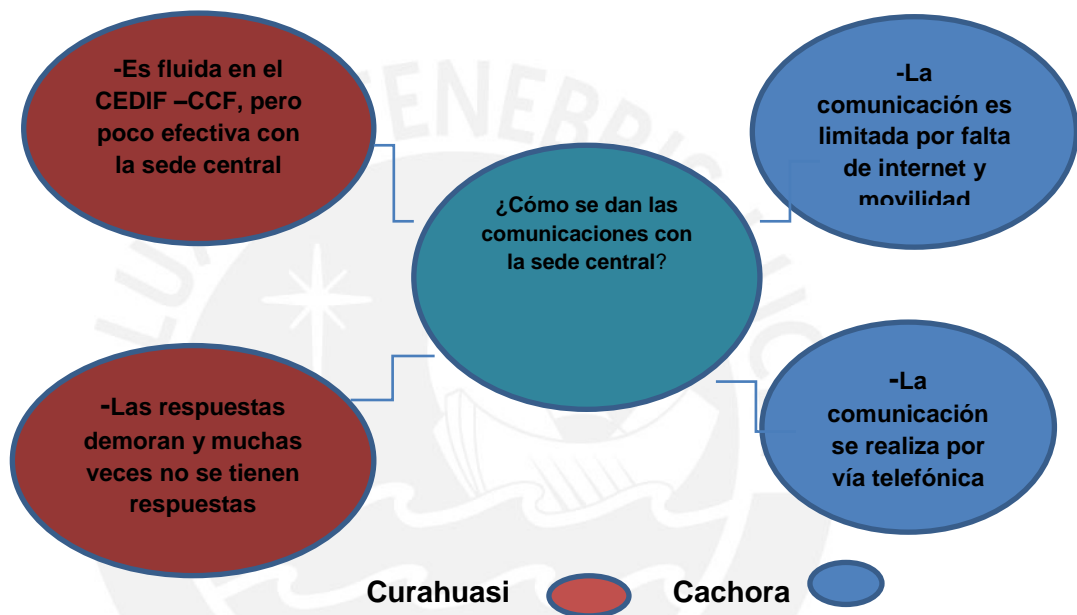 -Es fluida en el
CEDIF –CCF, pero
poco efectiva con
la sede central
-La
comunicación es
limitada por falta
de internet y
movilidad
¿Cómo se dan las
comunicaciones con
la sede central?
-Las respuestas
demoran y muchas
veces no se tienen
respuestas
-La
comunicación
se realiza por
vía telefónica
Curahuasi
Cachora